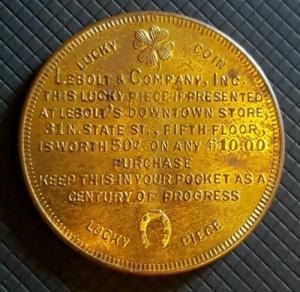 LUCKY COIN
LEBOLT & COMPANY, INC.
THIS LUCKY PIECE IF PRESENTED
AT LEBOLT'S DOWNTOWN STORE,
31 N. STATE ST., FIFTH FLOOR,
IS WORTH 50¢ ON ANY $10.00
PURCHASE
KEEP THIS IN YOUR POCKET AS A
CENTURY OF PROGRESS
LUCKY PIECE